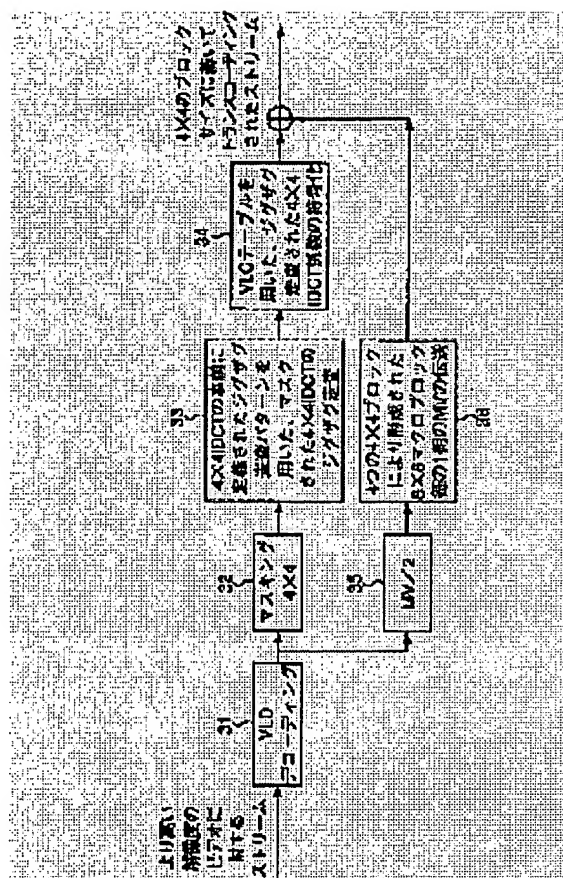 より高い
解像度の
ビデオに
対する
ストリーム
31
VLD
デコーディング
32
マスキング
4X4
33
4X4IDCTの基礎に
定義されたジグザグ
走査パターンを
用いた、マスク
された4X4IDCTの
ジグザグ走査
34
VLCテーブルを
用いた、ジグザグ
走査された4X4
IDCT係数の符号化
4X4のブロック
サイズにおいて
トランスコーディング
されたストリーム
35
MV/2
36
4つの4X4ブロック
により形成された
8X8マクロブロック
毎の1個のMVの伝送